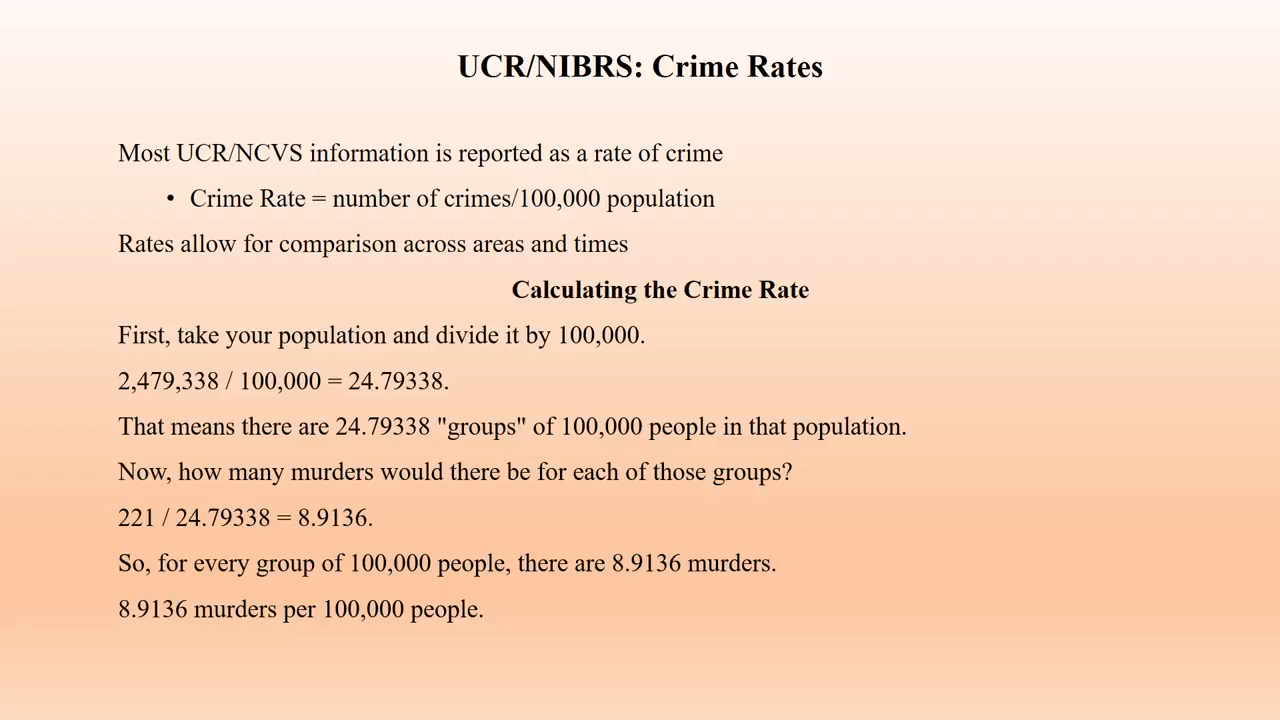 UCR/NIBRS: Crime Rates
Most UCR/NCVS information is reported as a rate of crime
• Crime Rate = number of crimes/100,000 population
Rates allow for comparison across areas and times
Calculating the Crime Rate
First, take your population and divide it by 100,000.
2,479,338 / 100,000 = 24.79338.
That means there are 24.79338 "groups" of 100,000 people in that population.
Now, how many murders would there be for each of those groups?
221 / 24.79338 = 8.9136.
So, for every group of 100,000 people, there are 8.9136 murders.
8.9136 murders per 100,000 people.